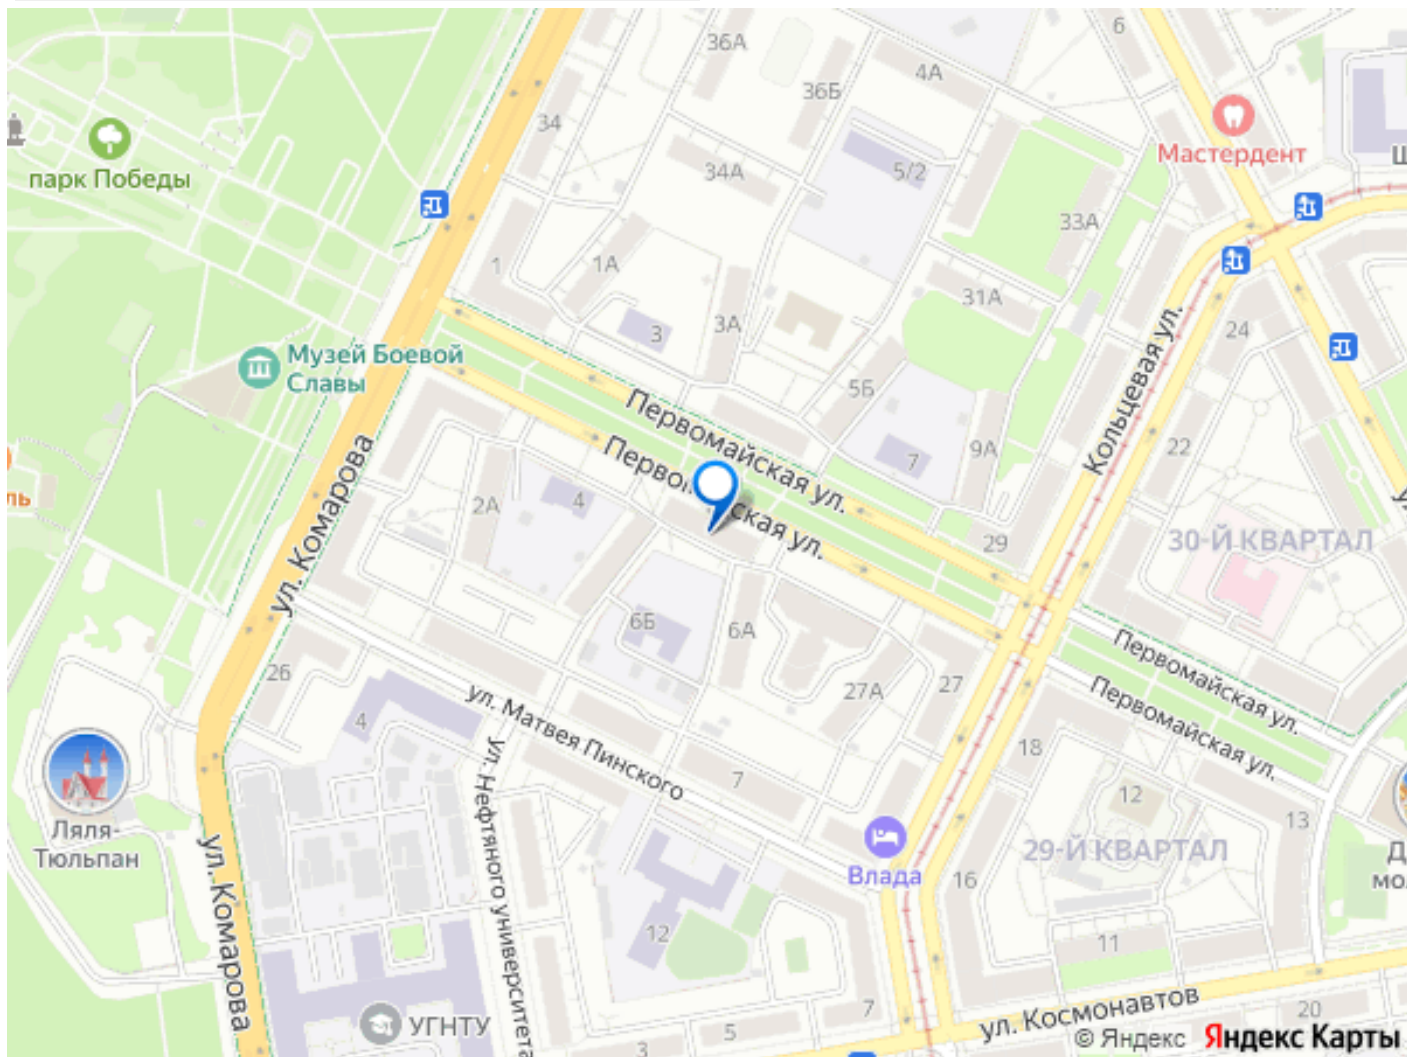 36А
6
4А
36Б
34
Мастердент
парк Победы
34А
5/2
33А
1
1А
31А
3
3А
24
Музей Боевой
Славы
5Б
Кольцевая ул.
Первомайская ул.
22
9А
7
ул. Комарова
2А
4
29
30-Й КВАРТАЛ
6Б
6А
26
27А
27
Первомайская ул.
Первомайская ул.
4
ул. Матвея Пинского
ул. Нефтяного университета
18
7
12
13
Ляля-
Тюльпан
29-Й КВАРТАЛ
Влада
16
ул. Комарова
12
11
УГНТУ
7
5
3
20
ул. Космонавтов
© Яндекс Яндекс Карты